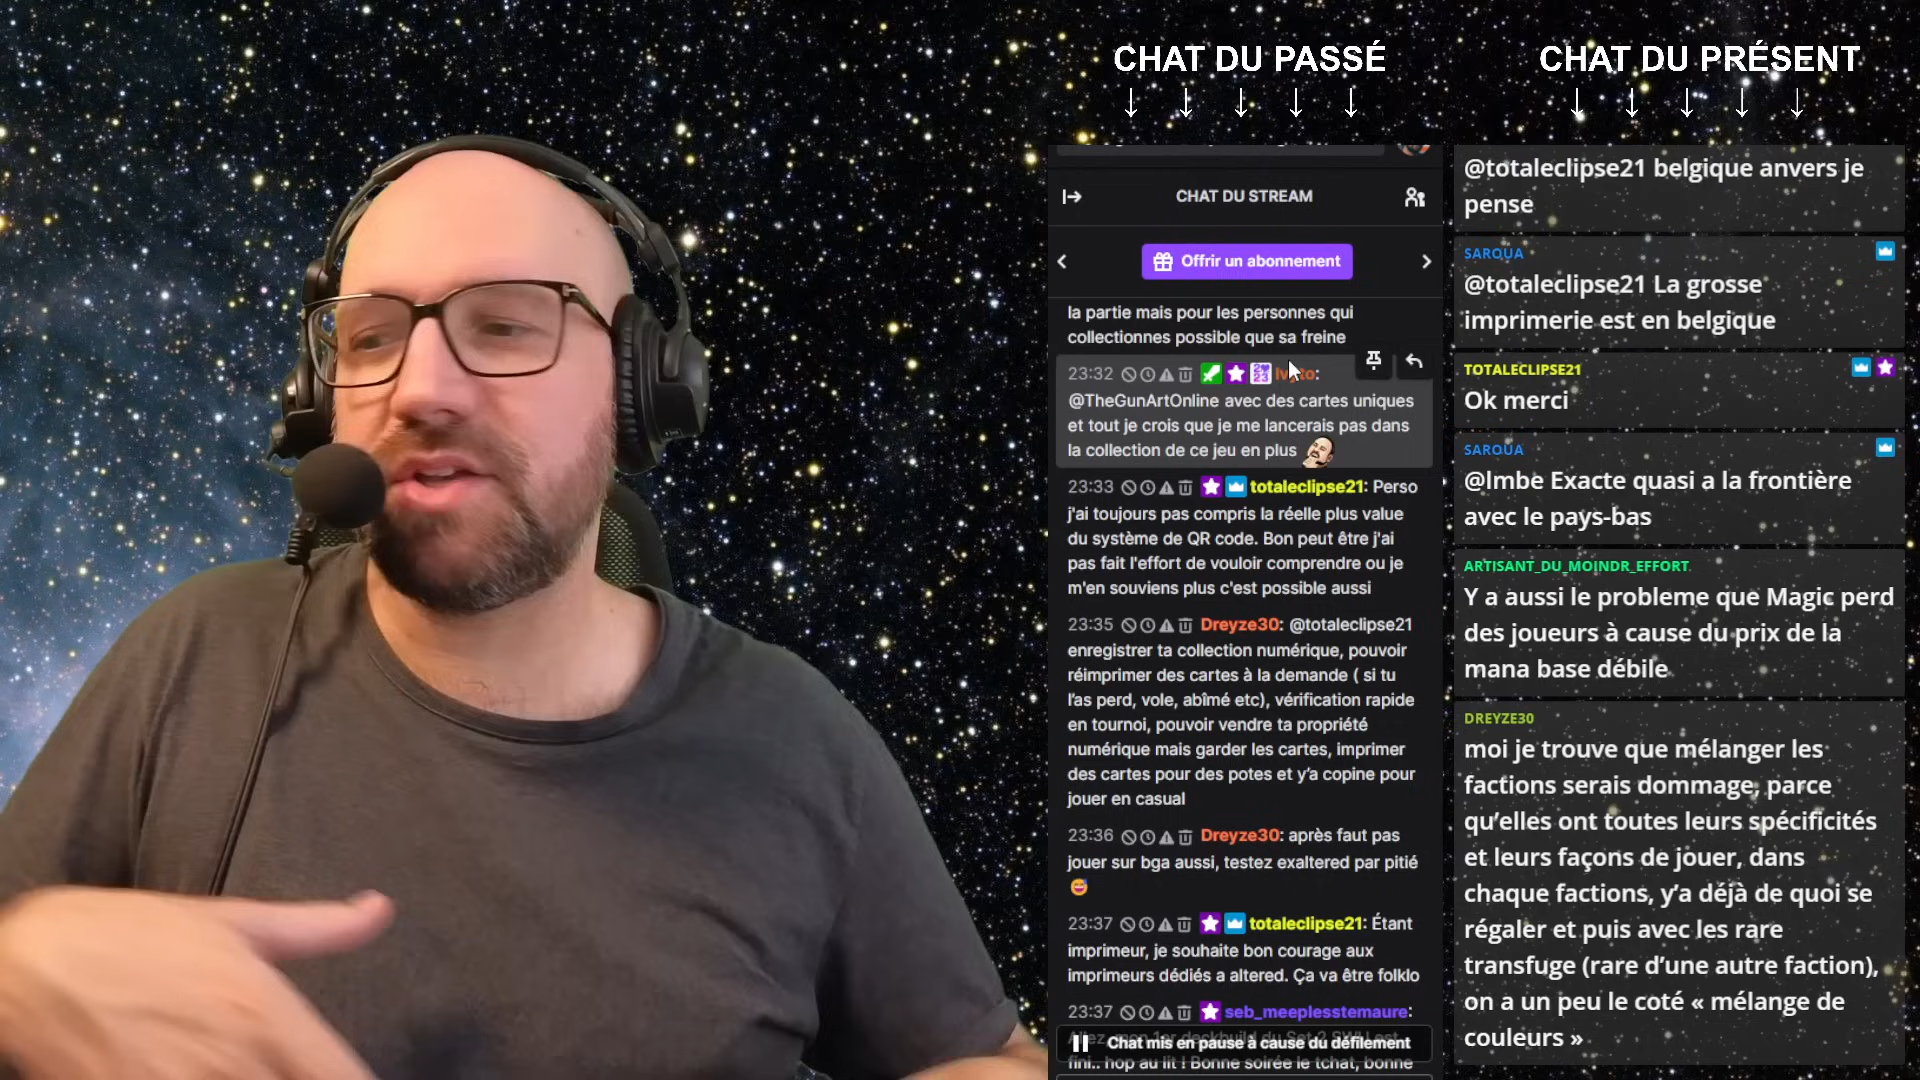 CHAT DU PASSÉ
↓ ↓ ↓ ↓ ↓
CHAT DU STREAM
Offrir un abonnement
la partie mais pour les personnes qui
collectionnes possible que sa freine
23:32
@TheGunArtOnline avec des cartes uniques
et tout je crois que je me lancerais pas dans
la collection de ce jeu en plus
23:33 totaleclipse21: Perso
j'ai toujours pas compris la réelle plus value
du système de QR code. Bon peut être j'ai
pas fait l'effort de vouloir comprendre ou je
m'en souviens plus c'est possible aussi
23:35 Dreyze30: @totaleclipse21
enregistrer ta collection numérique, pouvoir
réimprimer des cartes à la demande ( si tu
l'as perd, vole, abîmé etc), vérification rapide
en tournoi, pouvoir vendre ta propriété
numérique mais garder les cartes, imprimer
des cartes pour des potes et y'a copine pour
jouer en casual
23:36 Dreyze30: après faut pas
jouer sur bga aussi, testez exaltered par pitié
23:37 totaleclipse21: Étant
imprimeur, je souhaite bon courage aux
imprimeurs dédiés a altered. Ça va être folklo
23:37 seb_meeplesstemaure:
Chat mis en pause à cause du défilement
fini.. hop au lit ! Bonne soirée le tchat, bonne
CHAT DU PRÉSENT
↓ ↓ ↓ ↓ ↓
@totaleclipse21 belgique anvers je
pense
SAROUA
@totaleclipse21 La grosse
imprimerie est en belgique
TOTALECLIPSE21
Ok merci
SAROUA
@lmbe Exacte quasi a la frontière
avec le pays-bas
ARTISANT_DU_MOINDR_EFFORT
Y a aussi le probleme que Magic perd
des joueurs à cause du prix de la
mana base débile
DREYZE30
moi je trouve que mélanger les
factions serais dommage, parce
qu'elles ont toutes leurs spécificités
et leurs façons de jouer, dans
chaque factions, y'a déjà de quoi se
régaler et puis avec les rare
transfuge (rare d'une autre faction),
on a un peu le coté « mélange de
couleurs »